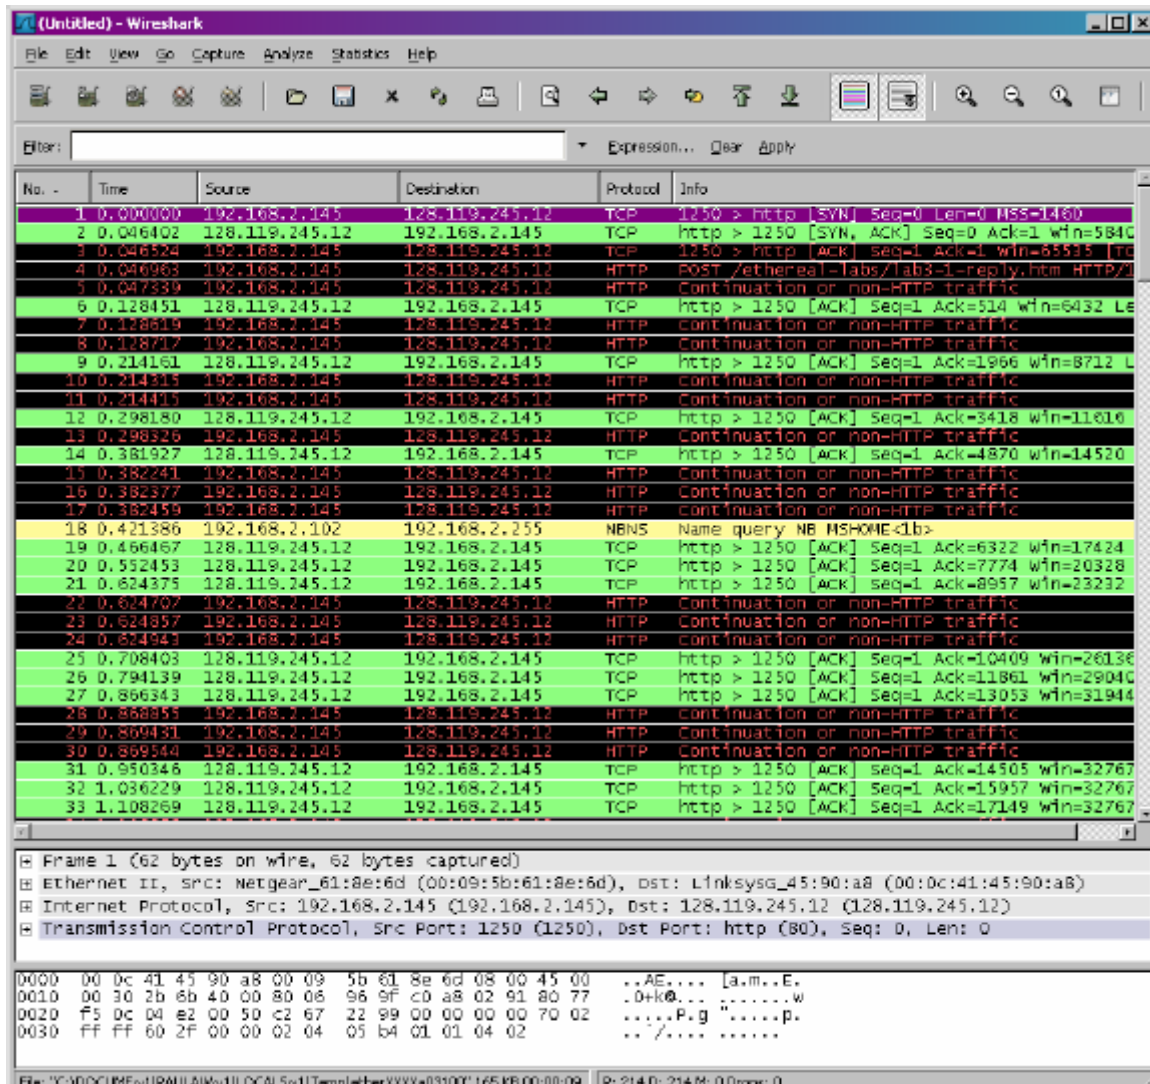 (Untitled) - Wireshark
File Edit View Go Capture Analyze Statistics Help
Filter: Expression... Clear Apply
No. - Time Source Destination Protocol Info
1 0.000000 192.168.2.145 128.119.245.12 TCP 1250 > http [SYN] Seq=0 Len=0 MSS=1460
2 0.046402 128.119.245.12 192.168.2.145 TCP http > 1250 [SYN, ACK] Seq=0 Ack=1 Win=5840
3 0.046524 192.168.2.145 128.119.245.12 TCP 1250 > http [ACK] Seq=1 Ack=1 Win=65535 [TC
4 0.046963 192.168.2.145 128.119.245.12 HTTP POST /ethereal-labs/lab3-1-reply.htm HTTP/1
5 0.047339 192.168.2.145 128.119.245.12 HTTP Continuation or non-HTTP traffic
6 0.128451 128.119.245.12 192.168.2.145 TCP http > 1250 [ACK] Seq=1 Ack=514 Win=6432 Le
7 0.128619 192.168.2.145 128.119.245.12 HTTP Continuation or non-HTTP traffic
8 0.128717 192.168.2.145 128.119.245.12 HTTP Continuation or non-HTTP traffic
9 0.214161 128.119.245.12 192.168.2.145 TCP http > 1250 [ACK] Seq=1 Ack=1966 Win=8712 L
10 0.214315 192.168.2.145 128.119.245.12 HTTP Continuation or non-HTTP traffic
11 0.214415 192.168.2.145 128.119.245.12 HTTP Continuation or non-HTTP traffic
12 0.298180 128.119.245.12 192.168.2.145 TCP http > 1250 [ACK] Seq=1 Ack=3418 Win=11616
13 0.298326 192.168.2.145 128.119.245.12 HTTP Continuation or non-HTTP traffic
14 0.381927 128.119.245.12 192.168.2.145 TCP http > 1250 [ACK] Seq=1 Ack=4870 Win=14520
15 0.382241 192.168.2.145 128.119.245.12 HTTP Continuation or non-HTTP traffic
16 0.382377 192.168.2.145 128.119.245.12 HTTP Continuation or non-HTTP traffic
17 0.382459 192.168.2.145 128.119.245.12 HTTP Continuation or non-HTTP traffic
18 0.421386 192.168.2.102 192.168.2.255 NBNS Name query NB MSHOME<1b>
19 0.466467 128.119.245.12 192.168.2.145 TCP http > 1250 [ACK] Seq=1 Ack=6322 Win=17424
20 0.552453 128.119.245.12 192.168.2.145 TCP http > 1250 [ACK] Seq=1 Ack=7774 Win=20328
21 0.624375 128.119.245.12 192.168.2.145 TCP http > 1250 [ACK] Seq=1 Ack=8957 Win=23232
22 0.624707 192.168.2.145 128.119.245.12 HTTP Continuation or non-HTTP traffic
23 0.624857 192.168.2.145 128.119.245.12 HTTP Continuation or non-HTTP traffic
24 0.624943 192.168.2.145 128.119.245.12 HTTP Continuation or non-HTTP traffic
25 0.708403 128.119.245.12 192.168.2.145 TCP http > 1250 [ACK] Seq=1 Ack=10409 Win=26136
26 0.794139 128.119.245.12 192.168.2.145 TCP http > 1250 [ACK] Seq=1 Ack=11861 Win=29040
27 0.866343 128.119.245.12 192.168.2.145 TCP http > 1250 [ACK] Seq=1 Ack=13053 Win=31944
28 0.868855 192.168.2.145 128.119.245.12 HTTP Continuation or non-HTTP traffic
29 0.869431 192.168.2.145 128.119.245.12 HTTP Continuation or non-HTTP traffic
30 0.869544 192.168.2.145 128.119.245.12 HTTP Continuation or non-HTTP traffic
31 0.950346 128.119.245.12 192.168.2.145 TCP http > 1250 [ACK] Seq=1 Ack=14505 Win=32767
32 1.036229 128.119.245.12 192.168.2.145 TCP http > 1250 [ACK] Seq=1 Ack=15957 Win=32767
33 1.108269 128.119.245.12 192.168.2.145 TCP http > 1250 [ACK] Seq=1 Ack=17149 Win=32767
Frame 1 (62 bytes on wire, 62 bytes captured)
Ethernet II, Src: Netgear_61:8e:6d (00:09:5b:61:8e:6d), Dst: LinksysG_45:90:a8 (00:0c:41:45:90:a8)
Internet Protocol, Src: 192.168.2.145 (192.168.2.145), Dst: 128.119.245.12 (128.119.245.12)
Transmission Control Protocol, Src Port: 1250 (1250), Dst Port: http (80), Seq: 0, Len: 0
0000 00 0c 41 45 90 a8 00 09 5b 61 8e 6d 08 00 45 00 ..AE.... [a.m..E.
0010 00 30 2b 6b 40 00 80 06 96 9f c0 a8 02 91 80 77 .0+k@... .......w
0020 f5 0c 04 e2 00 50 c2 67 22 99 00 00 00 00 70 02 .....P.g ".....p.
0030 ff ff 60 2f 00 00 02 04 05 b4 01 01 04 02 ..`/.... ......
P: 214 D: 214 M: 0 Drops: 0